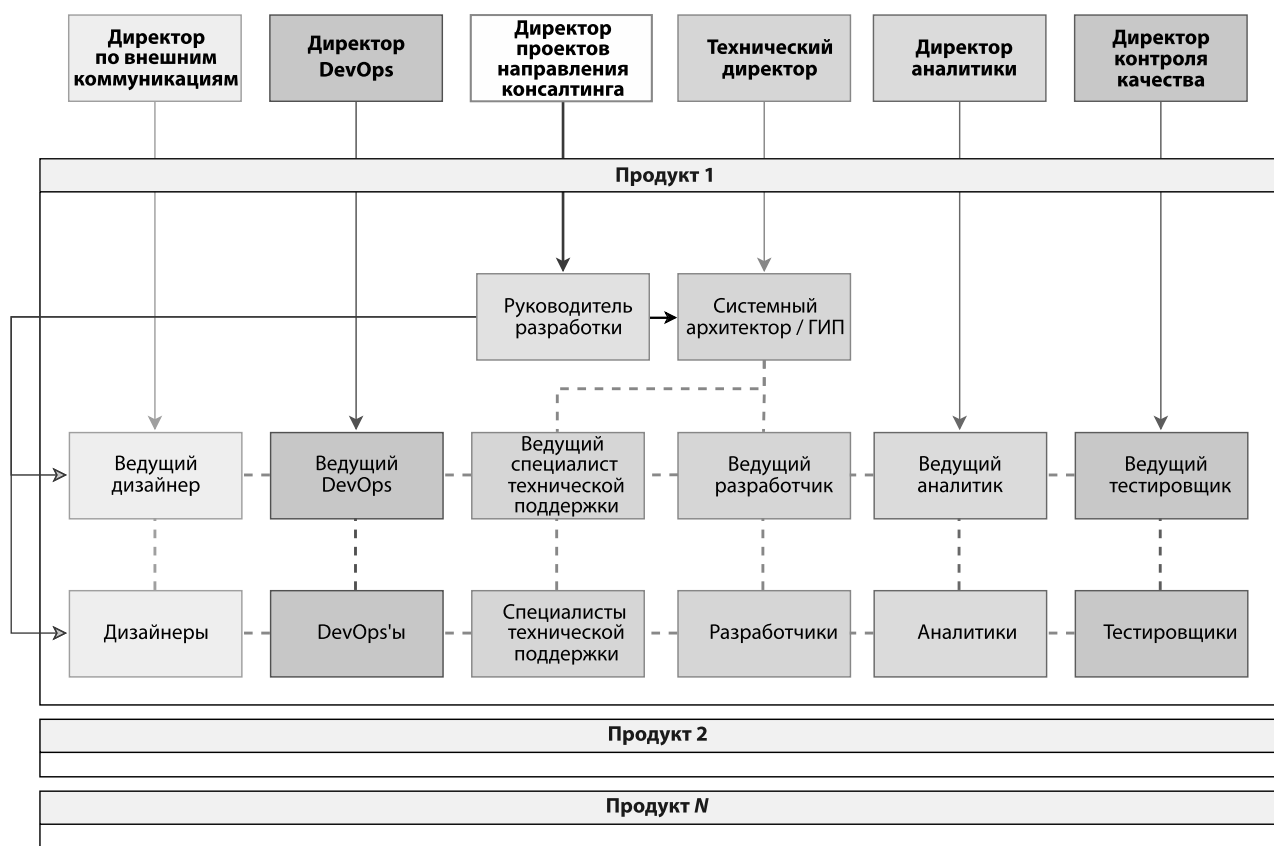 Директор
по внешним
коммуникациям
Директор
DevOps
Директор
проектов
направления
консалтинга
Технический
директор
Директор
аналитики
Директор
контроля
качества
Продукт 1
Руководитель
разработки
Системный
архитектор / ГИП
Ведущий
дизайнер
Ведущий
DevOps
Ведущий
специалист
технической
поддержки
Ведущий
разработчик
Ведущий
аналитик
Ведущий
тестировщик
Дизайнеры
DevOps'ы
Специалисты
технической
поддержки
Разработчики
Аналитики
Тестировщики
Продукт 2
Продукт N